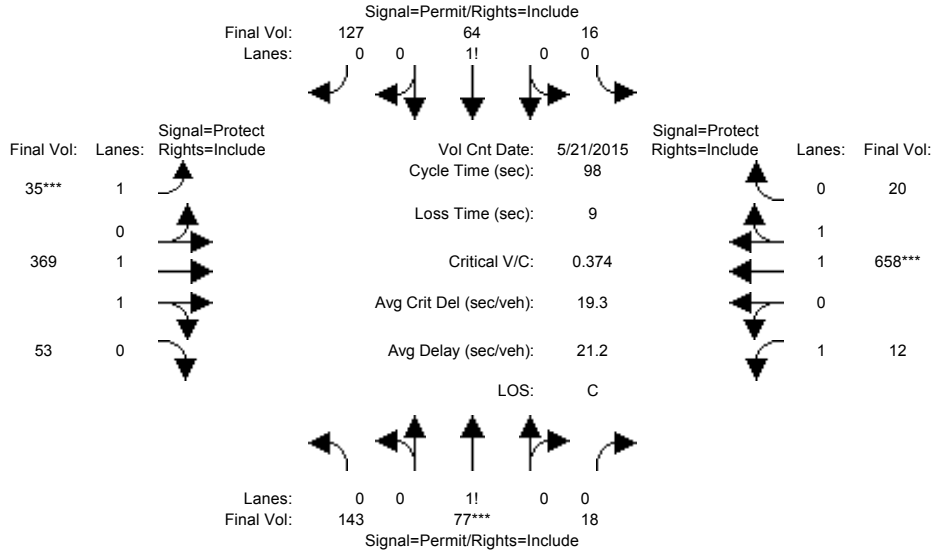 Signal=Permit/Rights=Include
Final Vol: 127 64 16
Lanes: 0 0 1! 0 0
Signal=Protect Signal=Protect
Final Vol: Lanes: Rights=Include Vol Cnt Date: 5/21/2015 Rights=Include Lanes: Final Vol:
Cycle Time (sec): 98
35*** 1 0 20
Loss Time (sec): 9
0 1
369 1 Critical V/C: 0.374 1 658***
1 Avg Crit Del (sec/veh): 19.3 0
53 0 Avg Delay (sec/veh): 21.2 1 12
LOS: C
Lanes: 0 0 1! 0 0
Final Vol: 143 77*** 18
Signal=Permit/Rights=Include